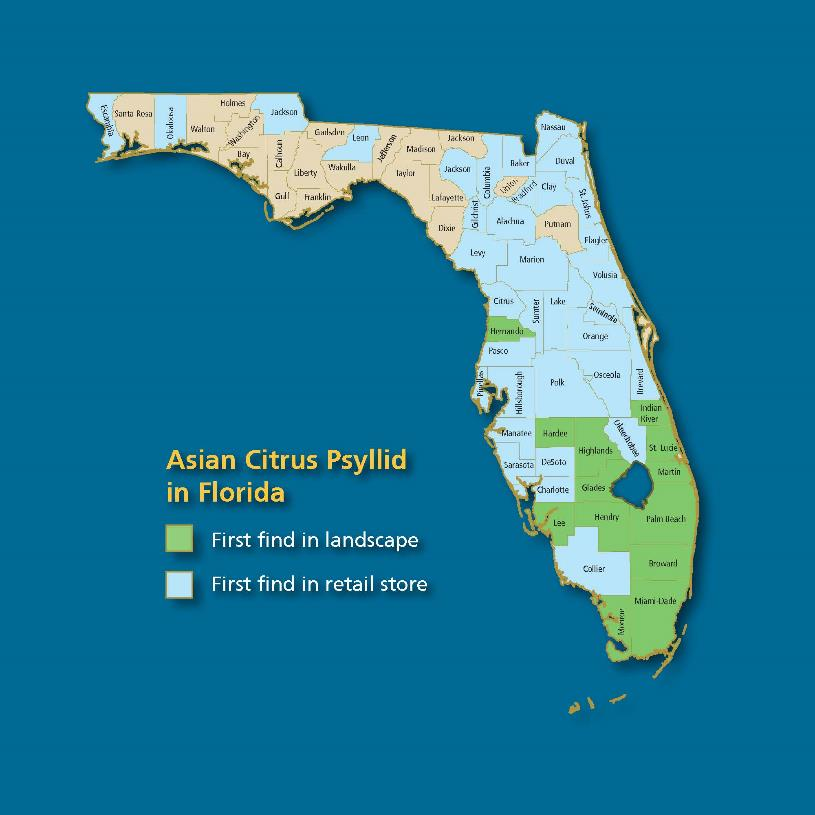 Escambia
Santa Rosa
Okaloosa
Walton
Holmes
Washington
Bay
Jackson
Calhoun
Gulf
Liberty
Franklin
Gadsden
Leon
Wakulla
Jefferson
Madison
Taylor
Jackson
Jackson
Lafayette
Dixie
Columbia
Gilchrist
Baker
Union
Bradford
Nassau
Duval
Clay
St. Johns
Alachua
Putnam
Flagler
Levy
Marion
Volusia
Citrus
Sumter
Lake
Seminole
Hernando
Orange
Pasco
Pinellas
Hillsborough
Polk
Osceola
Brevard
Indian
River
Manatee
Hardee
Highlands
Okeechobee
St. Lucie
Sarasota
DeSoto
Martin
Charlotte
Glades
Lee
Hendry
Palm Beach
Collier
Broward
Miami-Dade
Monroe
Asian Citrus Psyllid
in Florida
First find in landscape
First find in retail store